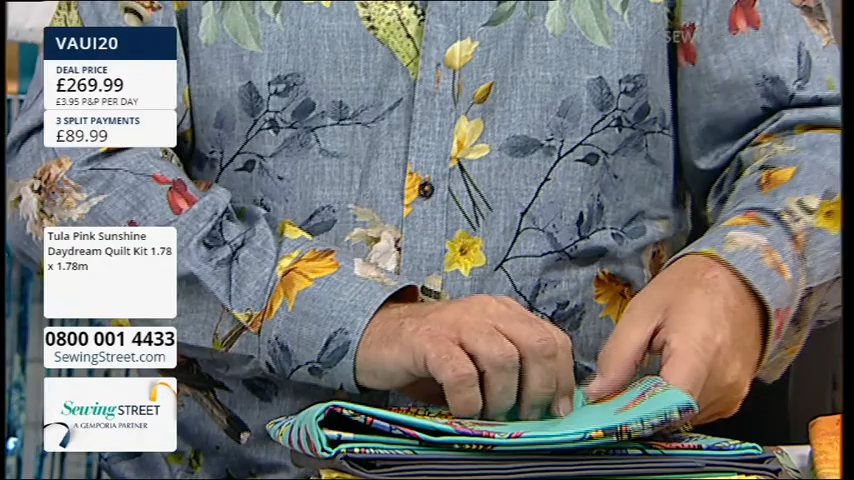 VAUI20
DEAL PRICE
£269.99
£3.95 P&P PER DAY
3 SPLIT PAYMENTS
£89.99
Tula Pink Sunshine
Daydream Quilt Kit 1.78
x 1.78m
0800 001 4433
SewingStreet.com
Sewing STREET
A GEMPORIA PARTNER
SEW